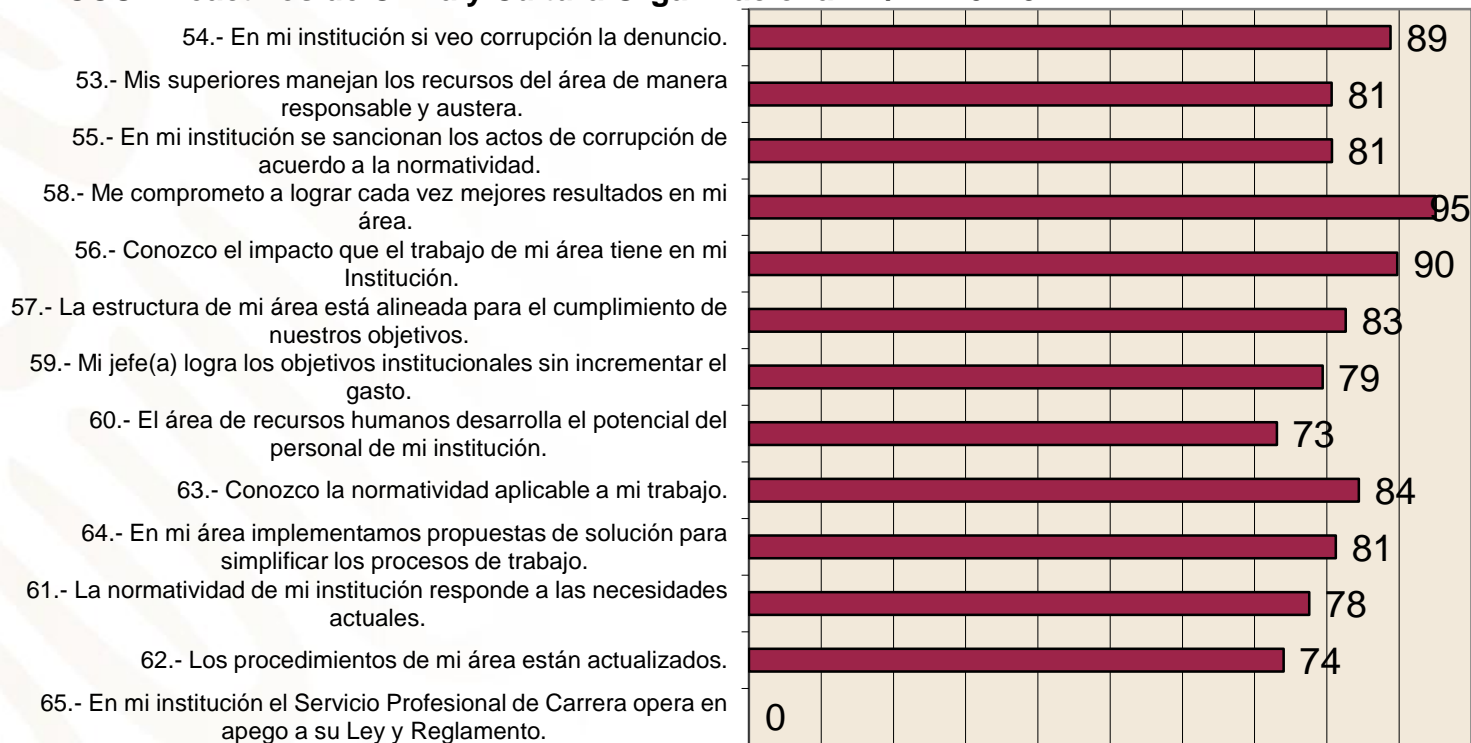 54.- En mi institución si veo corrupción la denuncio.
89
53.- Mis superiores manejan los recursos del área de manera
responsable y austera.
81
55.- En mi institución se sancionan los actos de corrupción de
acuerdo a la normatividad.
81
58.- Me comprometo a lograr cada vez mejores resultados en mi
área.
95
56.- Conozco el impacto que el trabajo de mi área tiene en mi
Institución.
90
57.- La estructura de mi área está alineada para el cumplimiento de
nuestros objetivos.
83
59.- Mi jefe(a) logra los objetivos institucionales sin incrementar el
gasto.
79
60.- El área de recursos humanos desarrolla el potencial del
personal de mi institución.
73
63.- Conozco la normatividad aplicable a mi trabajo.
84
64.- En mi área implementamos propuestas de solución para
simplificar los procesos de trabajo.
81
61.- La normatividad de mi institución responde a las necesidades
actuales.
78
62.- Los procedimientos de mi área están actualizados.
74
65.- En mi institución el Servicio Profesional de Carrera opera en
apego a su Ley y Reglamento.
0